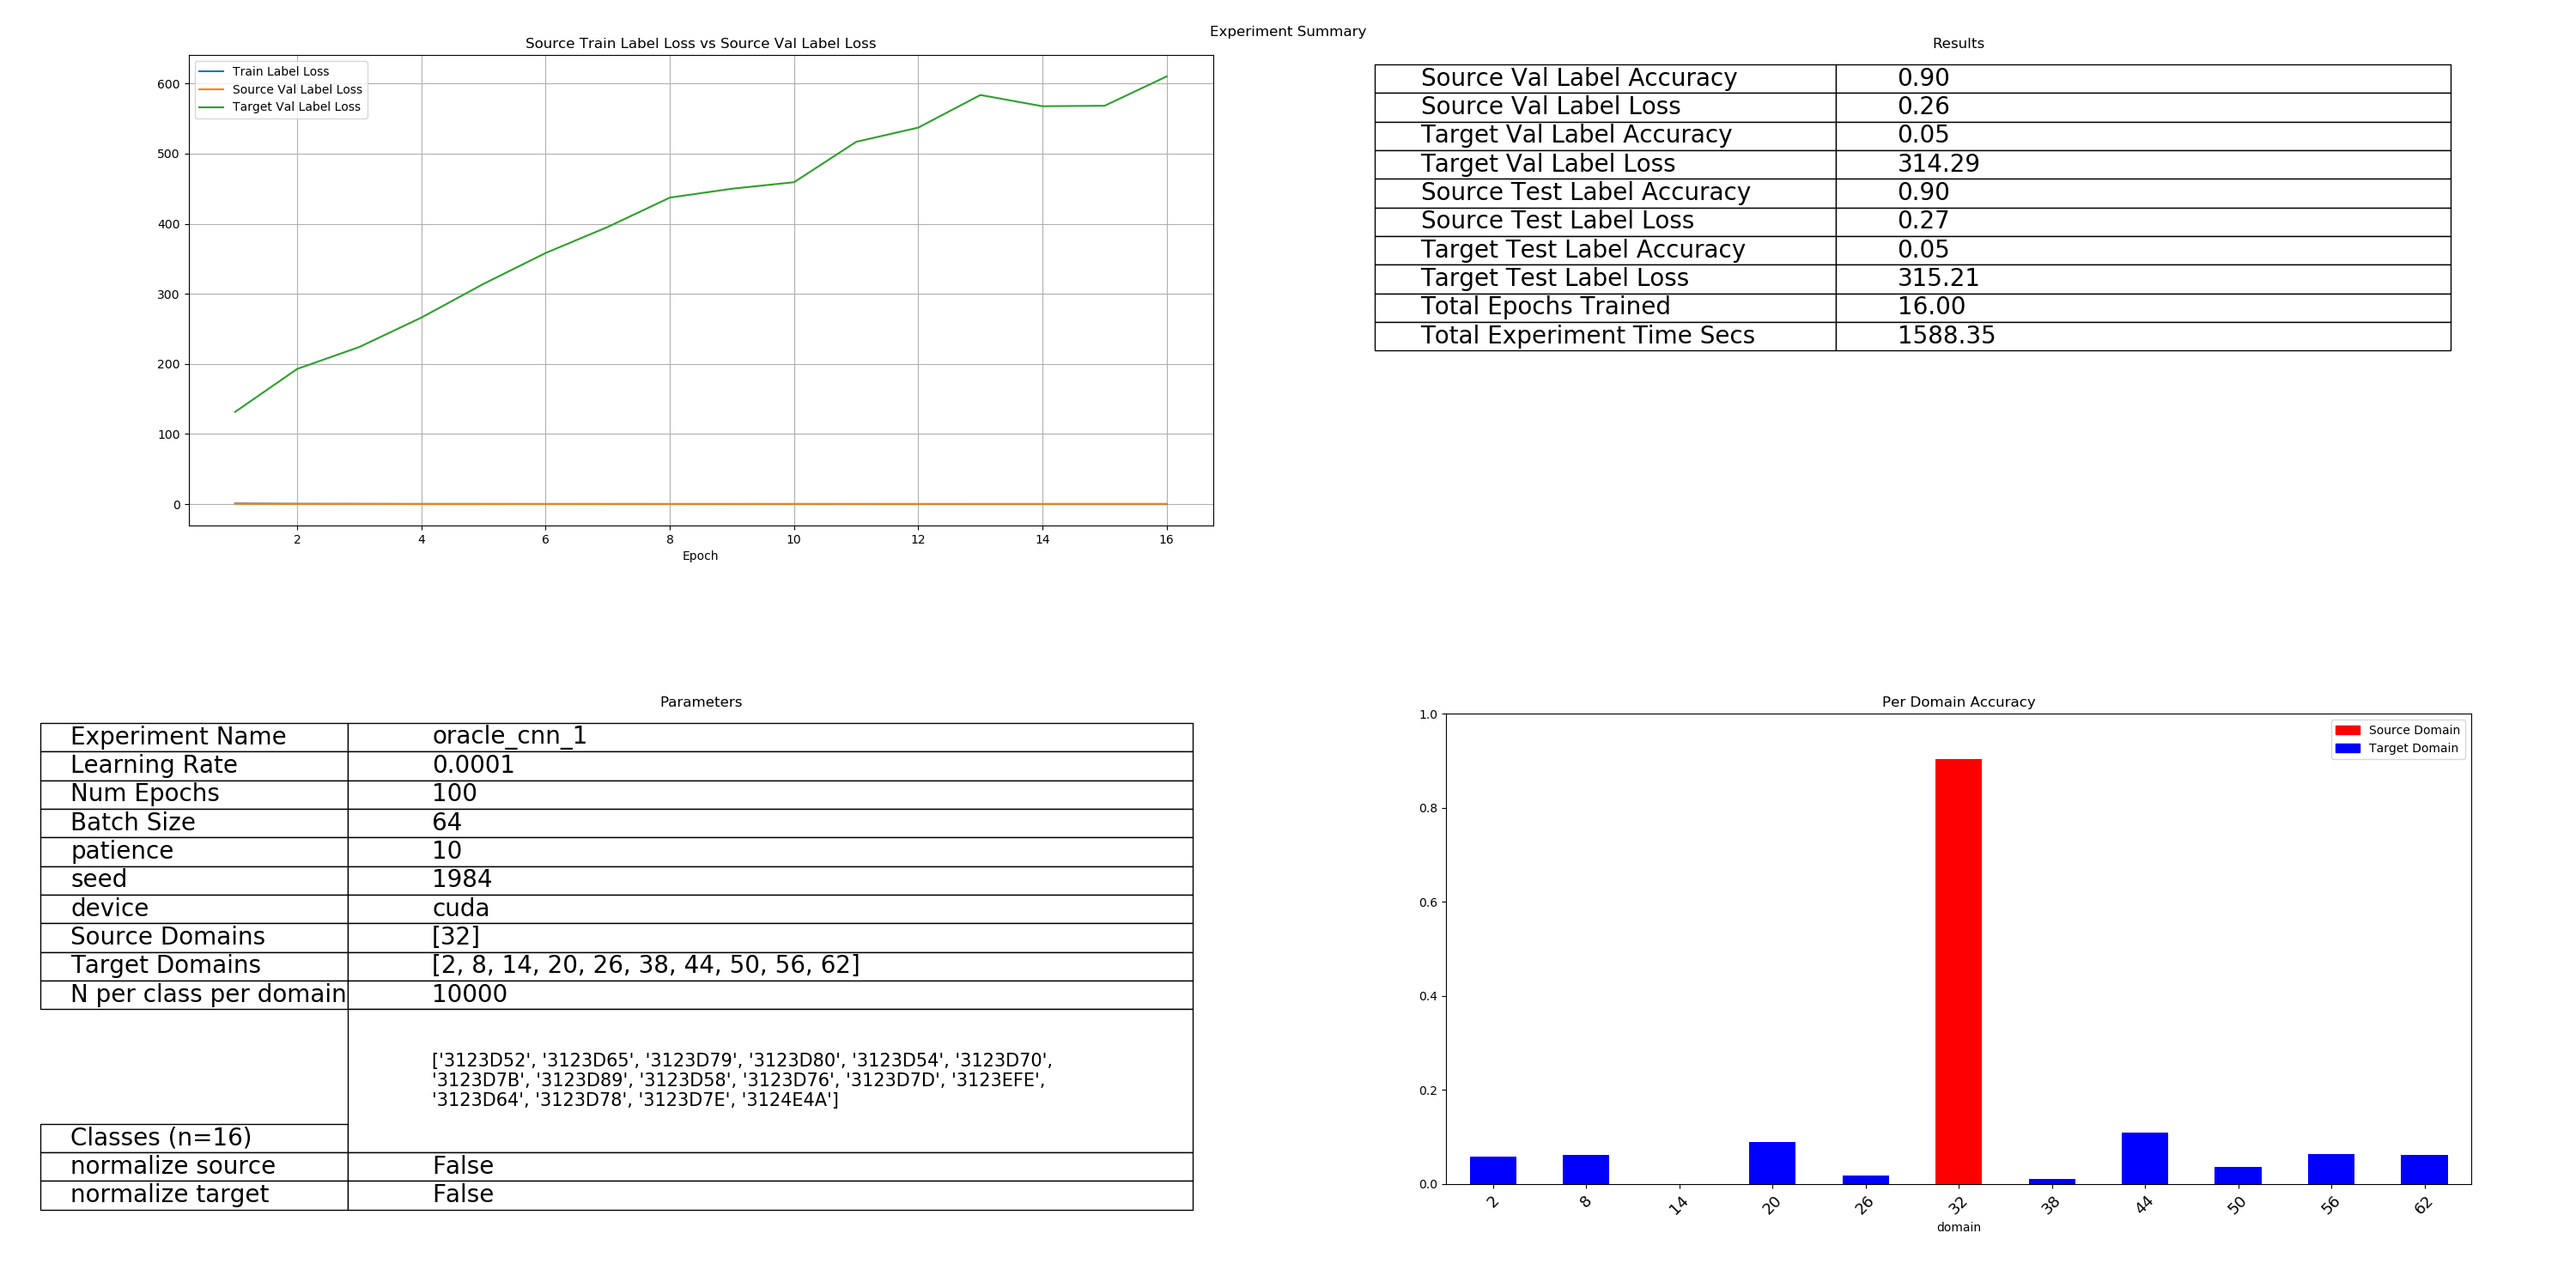 Experiment Summary
Source Train Label Loss vs Source Val Label Loss
Train Label Loss
Source Val Label Loss
Target Val Label Loss
600
500
400
300
200
100
0
2 4 6 8 10 12 14 16
Epoch
Results
Source Val Label Accuracy 0.90
Source Val Label Loss 0.26
Target Val Label Accuracy 0.05
Target Val Label Loss 314.29
Source Test Label Accuracy 0.90
Source Test Label Loss 0.27
Target Test Label Accuracy 0.05
Target Test Label Loss 315.21
Total Epochs Trained 16.00
Total Experiment Time Secs 1588.35
Parameters
Experiment Name oracle_cnn_1
Learning Rate 0.0001
Num Epochs 100
Batch Size 64
patience 10
seed 1984
device cuda
Source Domains [32]
Target Domains [2, 8, 14, 20, 26, 38, 44, 50, 56, 62]
N per class per domain 10000
['3123D52', '3123D65', '3123D79', '3123D80', '3123D54', '3123D70',
'3123D7B', '3123D89', '3123D58', '3123D76', '3123D7D', '3123EFE',
'3123D64', '3123D78', '3123D7E', '3124E4A']
Classes (n=16)
normalize source False
normalize target False
Per Domain Accuracy
Source Domain
Target Domain
1.0
0.8
0.6
0.4
0.2
0.0
2 8 14 20 26 32 38 44 50 56 62
domain